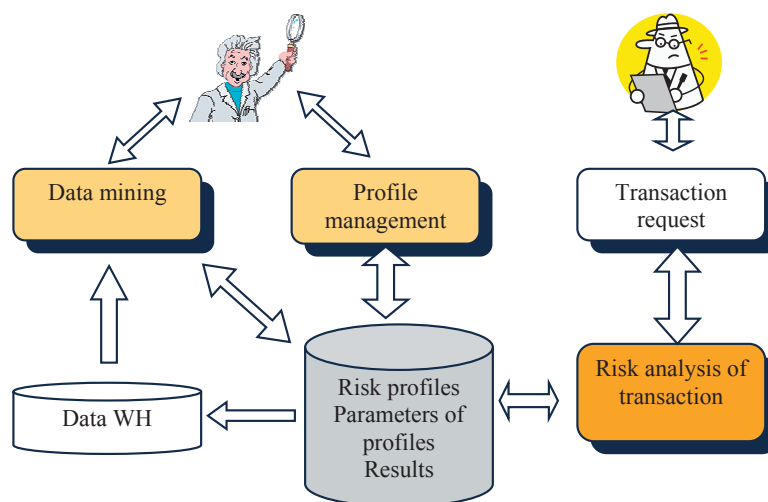 Data mining
Profile
management
Transaction
request
Risk profiles
Parameters of
profiles
Results
Risk analysis of
transaction
Data WH